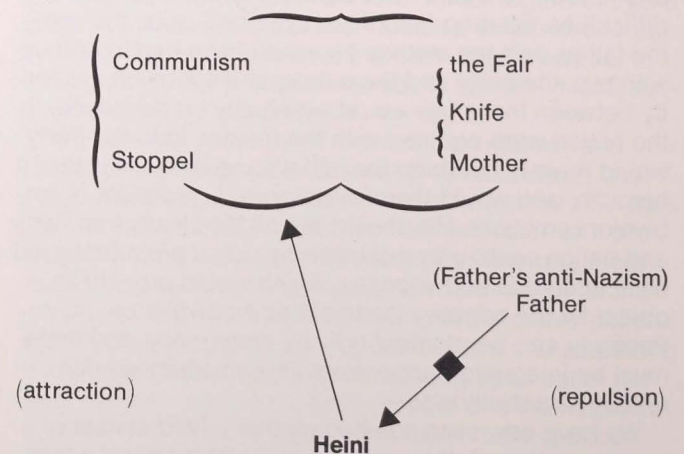 Communism
the Fair
Knife
Stoppel
Mother
(Father's anti-Nazism)
Father
(attraction)
(repulsion)
Heini